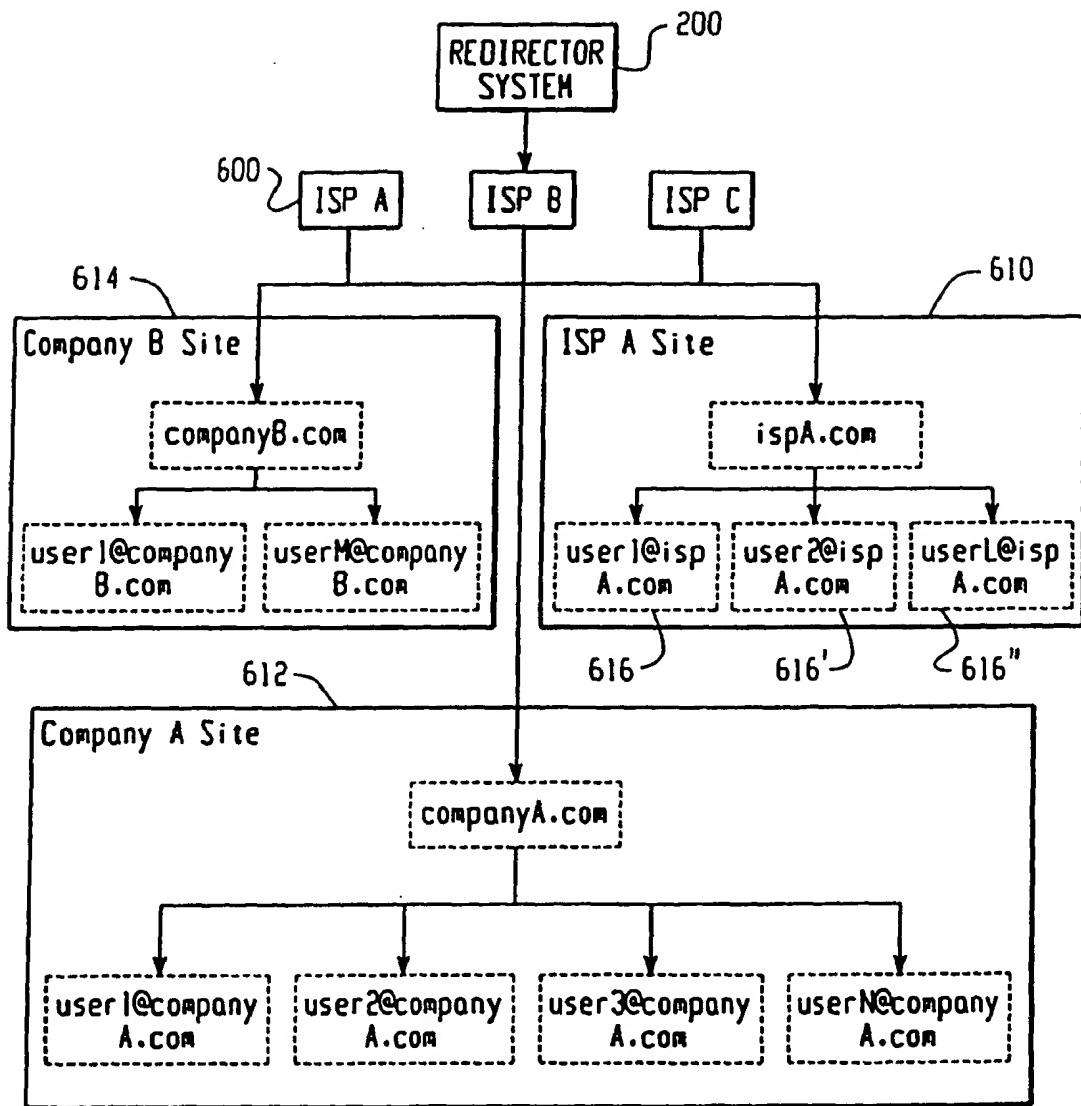 200
REDIRECTOR
SYSTEM
600
ISP A
ISP B
ISP C
614
610
Company B Site
ISP A Site
companyB.com
ispA.com
user1@company
B.com
userM@company
B.com
user1@isp
A.com
user2@isp
A.com
userL@isp
A.com
616
616'
616"
612
Company A Site
companyA.com
user1@company
A.com
user2@company
A.com
user3@company
A.com
userN@company
A.com